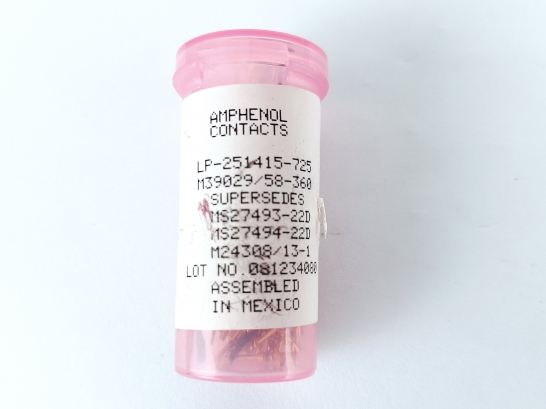 AMPHENOL
CONTACTS
LP-251415-725
M39029/58-360
SUPERSEDES
MS27493-22D
MS27494-22D
M24308/13-1
LOT NO.081234080
ASSEMBLED
IN MEXICO